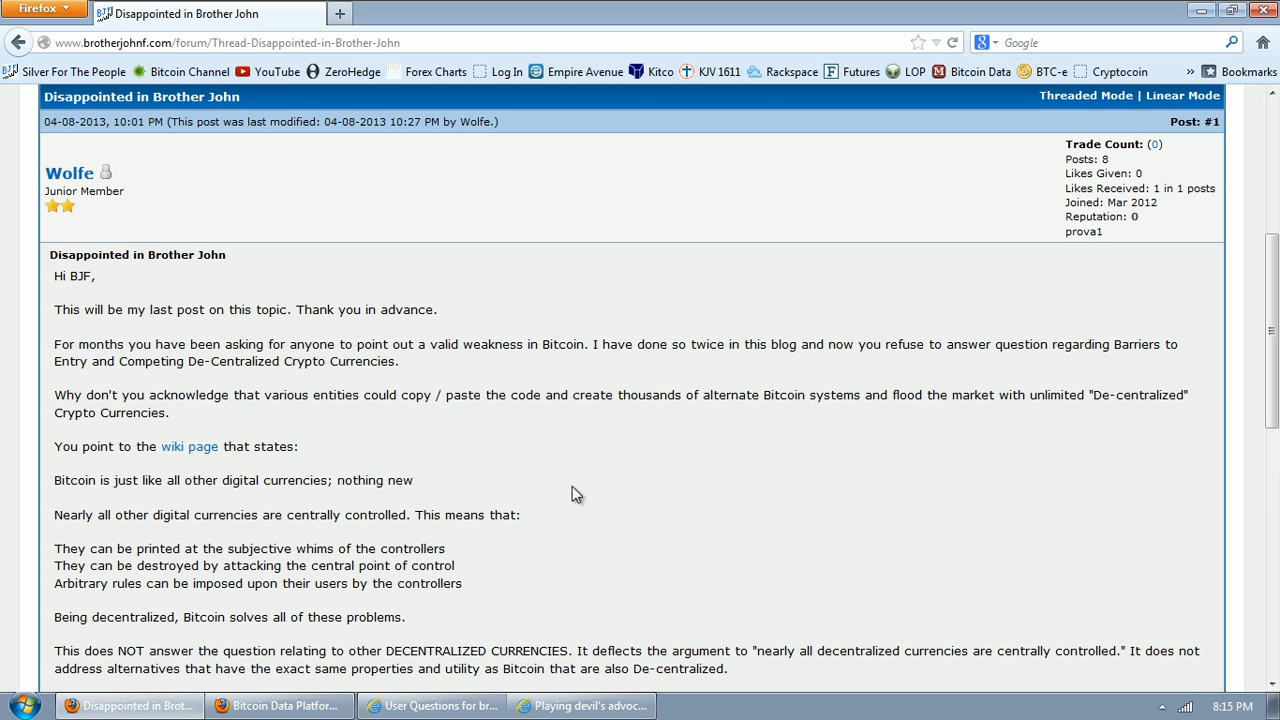 Firefox
Disappointed in Brother John
www.brotherjohnf.com/forum/Thread-Disappointed-in-Brother-John
Google
Silver For The People Bitcoin Channel YouTube ZeroHedge Forex Charts Log In Empire Avenue Kitco KJV 1611 Rackspace Futures LOP Bitcoin Data BTC-e Cryptocoin » Bookmarks
Disappointed in Brother John Threaded Mode | Linear Mode
04-08-2013, 10:01 PM (This post was last modified: 04-08-2013 10:27 PM by Wolfe.) Post: #1
Wolfe
Junior Member
Trade Count: (0)
Posts: 8
Likes Given: 0
Likes Received: 1 in 1 posts
Joined: Mar 2012
Reputation: 0
prova1
Disappointed in Brother John
Hi BJF,
This will be my last post on this topic. Thank you in advance.
For months you have been asking for anyone to point out a valid weakness in Bitcoin. I have done so twice in this blog and now you refuse to answer question regarding Barriers to
Entry and Competing De-Centralized Crypto Currencies.
Why don't you acknowledge that various entities could copy / paste the code and create thousands of alternate Bitcoin systems and flood the market with unlimited "De-centralized"
Crypto Currencies.
You point to the wiki page that states:
Bitcoin is just like all other digital currencies; nothing new
Nearly all other digital currencies are centrally controlled. This means that:
They can be printed at the subjective whims of the controllers
They can be destroyed by attacking the central point of control
Arbitrary rules can be imposed upon their users by the controllers
Being decentralized, Bitcoin solves all of these problems.
This does NOT answer the question relating to other DECENTRALIZED CURRENCIES. It deflects the argument to "nearly all decentralized currencies are centrally controlled." It does not
address alternatives that have the exact same properties and utility as Bitcoin that are also De-centralized.
Disappointed in Brot... Bitcoin Data Platfor... User Questions for br... Playing devil's advoc... 8:15 PM